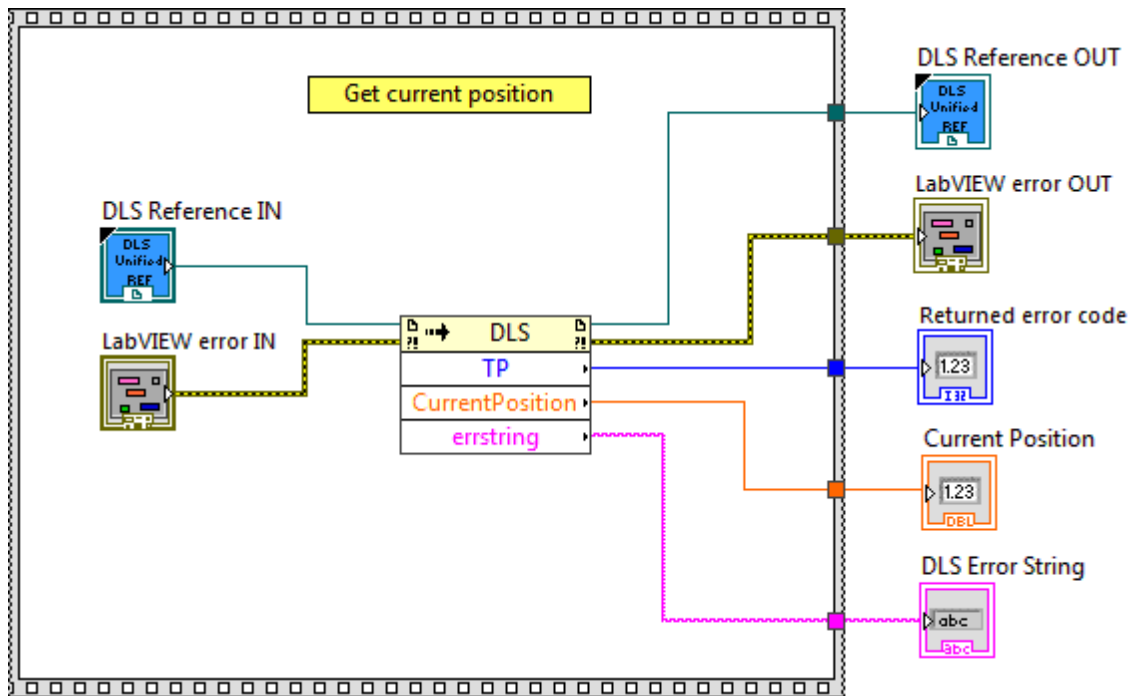 Get current position
DLS Reference OUT
DLS
Unified
REF
LabVIEW error OUT
DLS Reference IN
DLS
Unified
REF
LabVIEW error IN
?!
DLS
?!
TP
CurrentPosition
errstring
Returned error code
1.23
I32
Current Position
1.23
DBL
DLS Error String
abc
abc